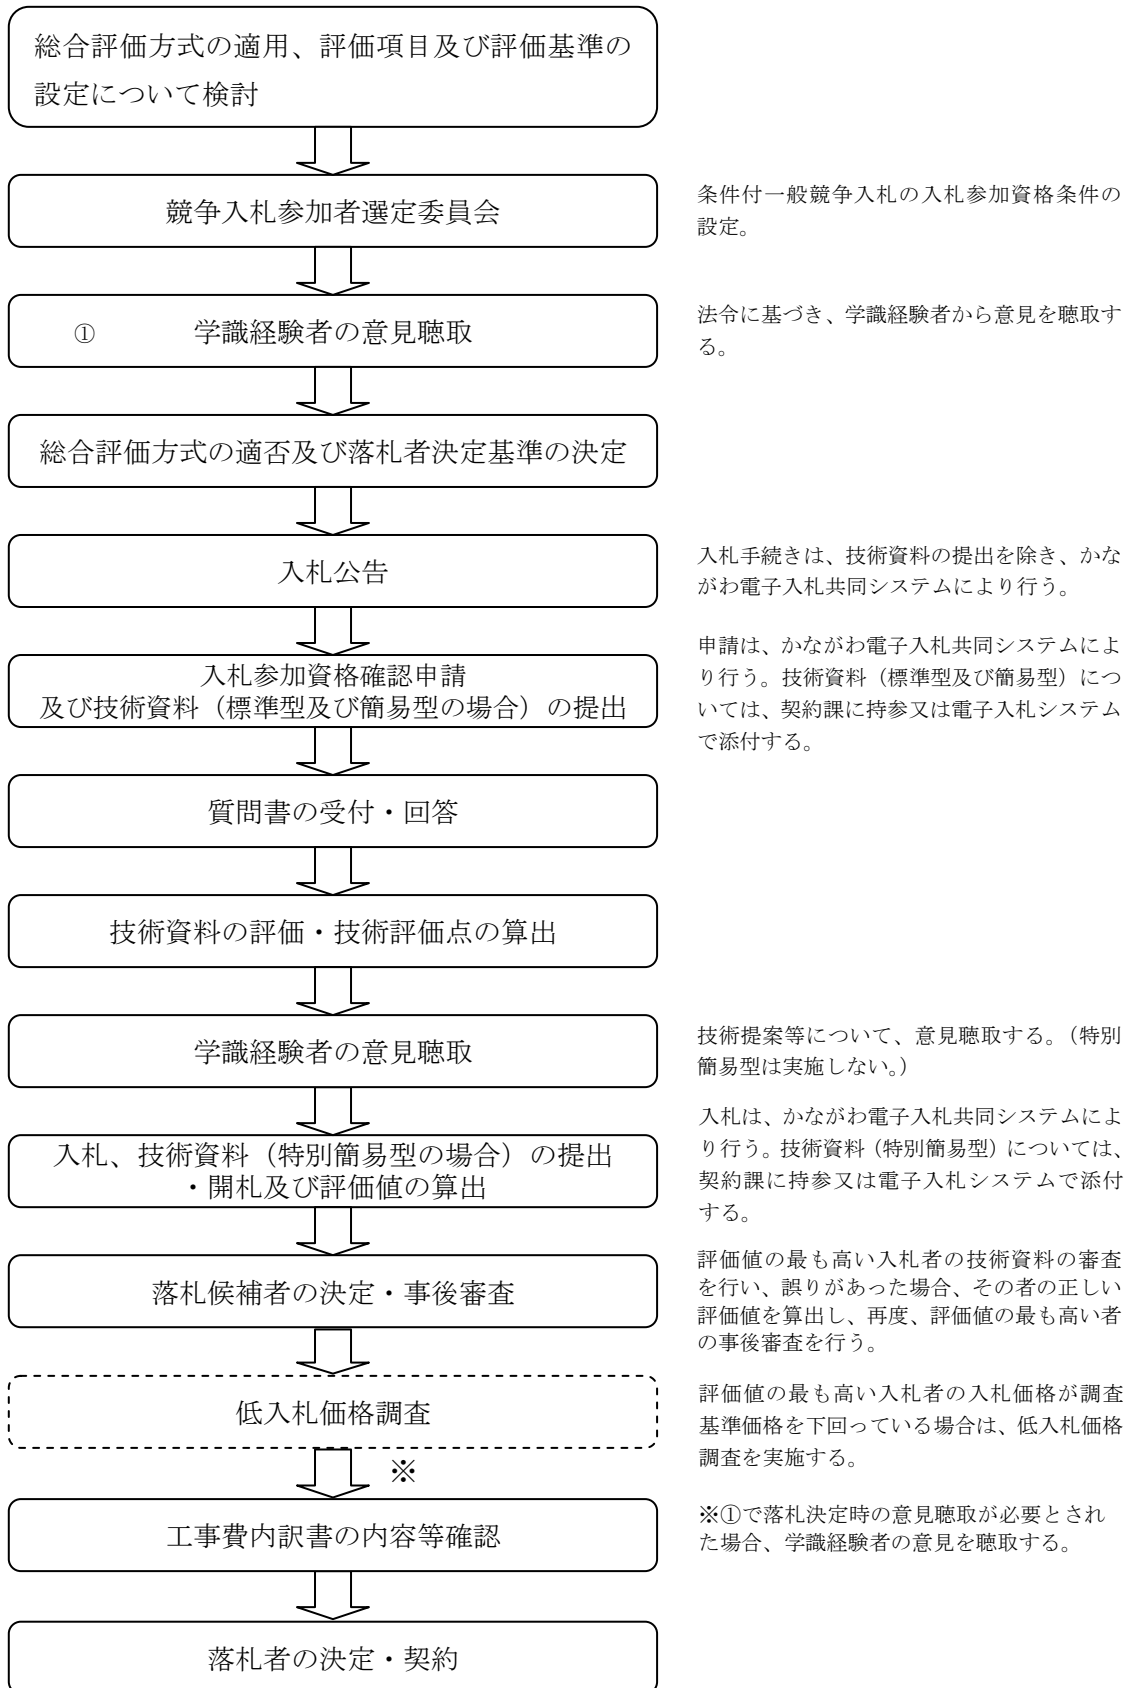 総合評価方式の適用、評価項目及び評価基準の
設定について検討
競争入札参加者選定委員会
条件付一般競争入札の入札参加資格条件の
設定。
① 学識経験者の意見聴取
法令に基づき、学識経験者から意見を聴取す
る。
総合評価方式の適否及び落札者決定基準の決定
入札公告
入札手続きは、技術資料の提出を除き、かな
がわ電子入札共同システムにより行う。
入札参加資格確認申請
及び技術資料（標準型及び簡易型の場合）の提出
申請は、かながわ電子入札共同システムによ
り行う。技術資料（標準型及び簡易型）につ
いては、契約課に持参又は電子入札システム
で添付する。
質問書の受付・回答
技術資料の評価・技術評価点の算出
学識経験者の意見聴取
技術提案等について、意見聴取する。（特別
簡易型は実施しない。）
入札、技術資料（特別簡易型の場合）の提出
・開札及び評価値の算出
入札は、かながわ電子入札共同システムによ
り行う。技術資料（特別簡易型）については、
契約課に持参又は電子入札システムで添付
する。
落札候補者の決定・事後審査
評価値の最も高い入札者の技術資料の審査
を行い、誤りがあった場合、その者の正しい
評価値を算出し、再度、評価値の最も高い者
の事後審査を行う。
低入札価格調査
評価値の最も高い入札者の入札価格が調査
基準価格を下回っている場合は、低入札価格
調査を実施する。
※
工事費内訳書の内容等確認
※①で落札決定時の意見聴取が必要とされ
た場合、学識経験者の意見を聴取する。
落札者の決定・契約